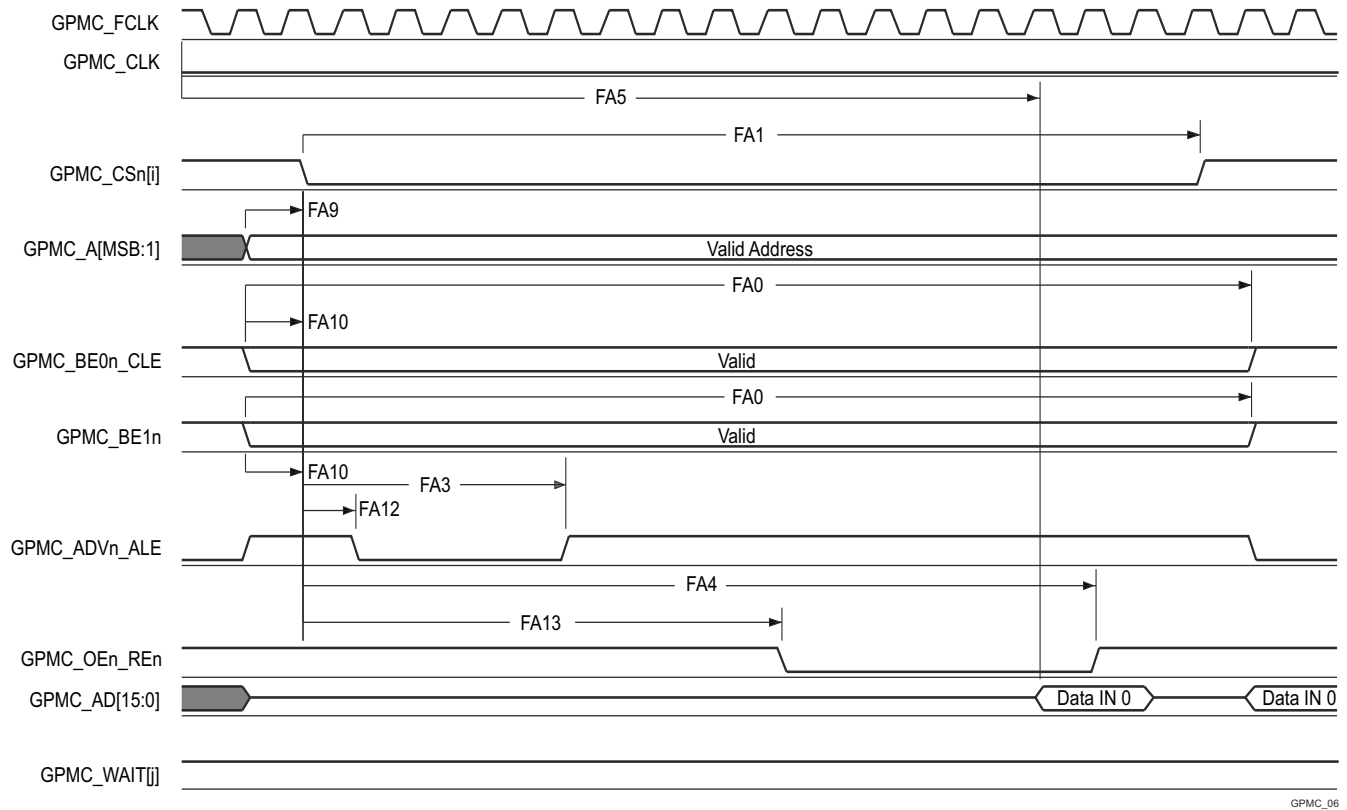 GPMC_FCLK
GPMC_CLK
FA5
FA1
GPMC_CSn[i]
FA9
GPMC_A[MSB:1]
Valid Address
FA0
FA10
GPMC_BE0n_CLE
Valid
FA0
GPMC_BE1n
Valid
FA10
FA3
FA12
GPMC_ADVn_ALE
FA4
FA13
GPMC_OEn_REn
GPMC_AD[15:0]
Data IN 0
Data IN 0
GPMC_WAIT[j]
GPMC_06